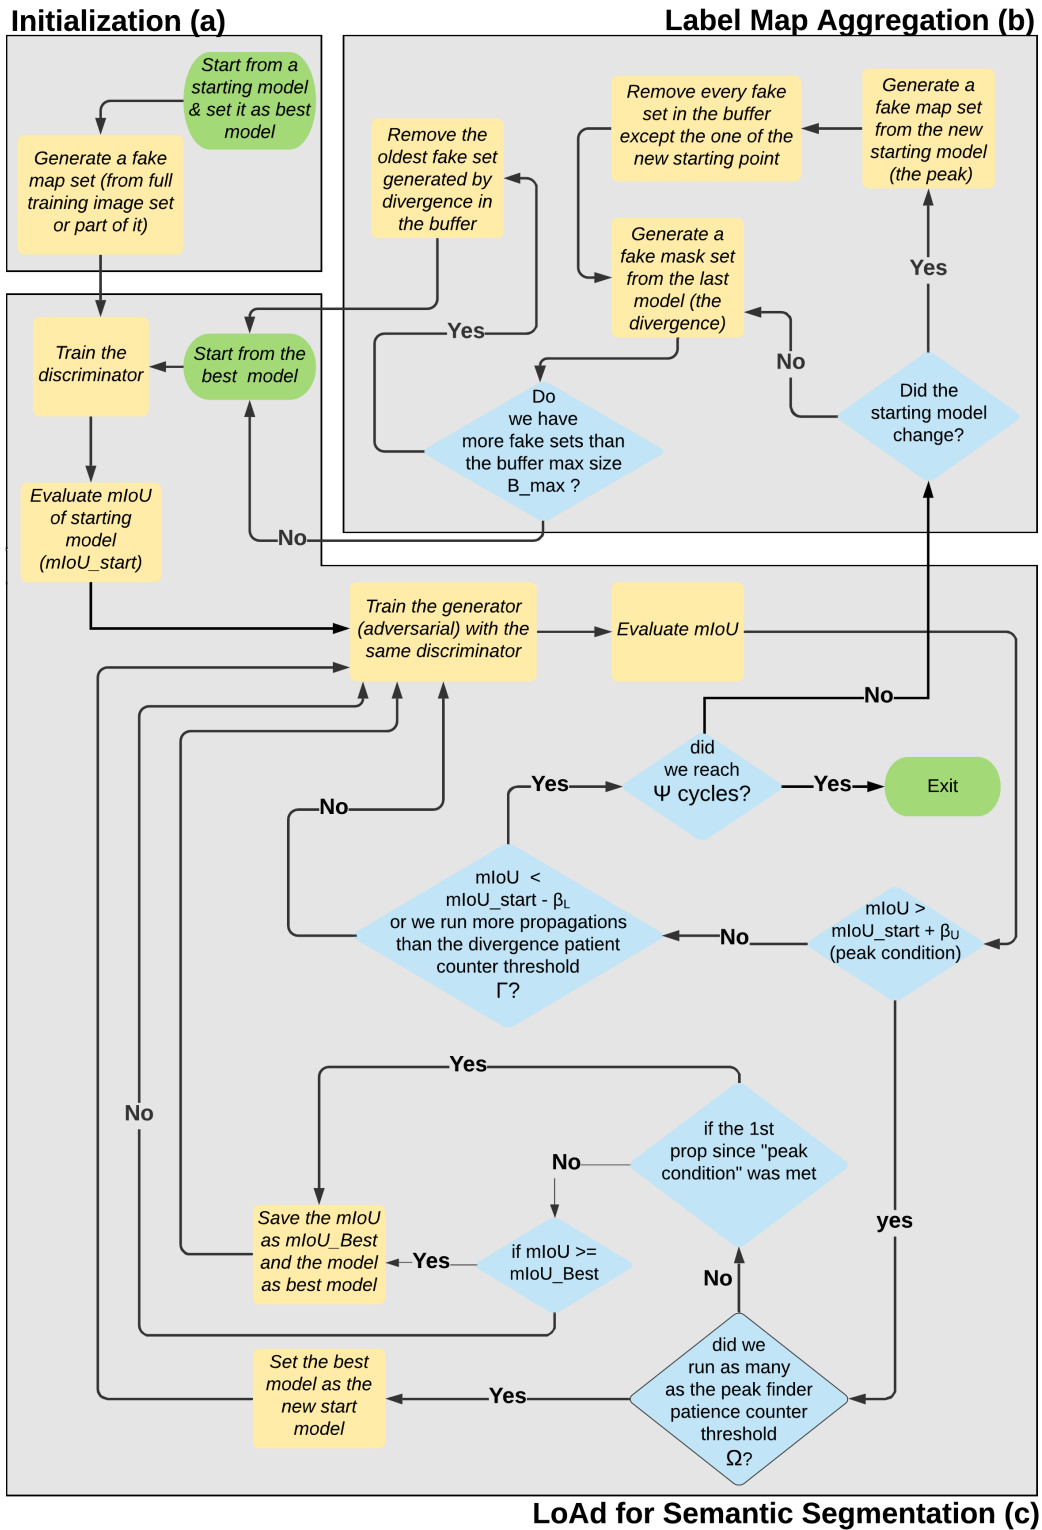 Initialization (a)
Label Map Aggregation (b)
Start from a
starting model
& set it as best
model
Generate a fake
map set (from full
training image set
or part of it)
Remove the
oldest fake set
generated by
divergence in
the buffer
Remove every fake
set in the buffer
except the one of the
new starting point
Generate a
fake map set
from the new
starting model
(the peak)
Generate a
fake mask set
from the last
model (the
divergence)
Yes
Yes
No
Train the
discriminator
Start from the
best model
Did the
starting model
change?
Do
we have
more fake sets than
the buffer max size
B_max ?
No
Evaluate mIoU
of starting
model
(mIoU_start)
Train the generator
(adversarial) with the
same discriminator
Evaluate mIoU
No
did
we reach
Ψ cycles?
Yes
Yes
Exit
No
mIoU <
mIoU_start - βL
or we run more propagations
than the divergence patient
counter threshold
Γ?
No
mIoU >
mIoU_start + βU
(peak condition)
Yes
No
if the 1st
prop since "peak
condition" was met
No
yes
Save the mIoU
as mIoU_Best
and the model
as best model
Yes
if mIoU >=
mIoU_Best
No
Set the best
model as the
new start
model
Yes
did we
run as many
as the peak finder
patience counter
threshold
Ω?
LoAd for Semantic Segmentation (c)